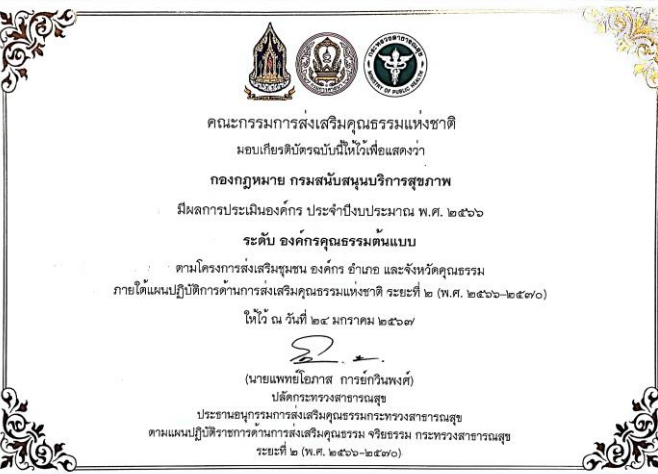 กระทรวงสาธารณสุข
MINISTRY OF PUBLIC HEALTH
คณะกรรมการส่งเสริมคุณธรรมแห่งชาติ
มอบเกียรติบัตรฉบับนี้ให้ไว้เพื่อแสดงว่า
กองกฎหมาย กรมสนับสนุนบริการสุขภาพ
มีผลการประเมินองค์กร ประจำปีงบประมาณ พ.ศ. ๒๕๖๖
ระดับ องค์กรคุณธรรมต้นแบบ
ตามโครงการส่งเสริมชุมชน องค์กร อำเภอ และจังหวัดคุณธรรม
ภายใต้แผนปฏิบัติการด้านการส่งเสริมคุณธรรมแห่งชาติ ระยะที่ ๒ (พ.ศ. ๒๕๖๖-๒๕๗๐)
ให้ไว้ ณ วันที่ ๒๔ มกราคม ๒๕๖๗
(นายแพทย์โอภาส การย์กวินพงศ์)
ปลัดกระทรวงสาธารณสุข
ประธานอนุกรรมการส่งเสริมคุณธรรมกระทรวงสาธารณสุข
ตามแผนปฏิบัติราชการด้านการส่งเสริมคุณธรรม จริยธรรม กระทรวงสาธารณสุข
ระยะที่ ๒ (พ.ศ. ๒๕๖๖-๒๕๗๐)